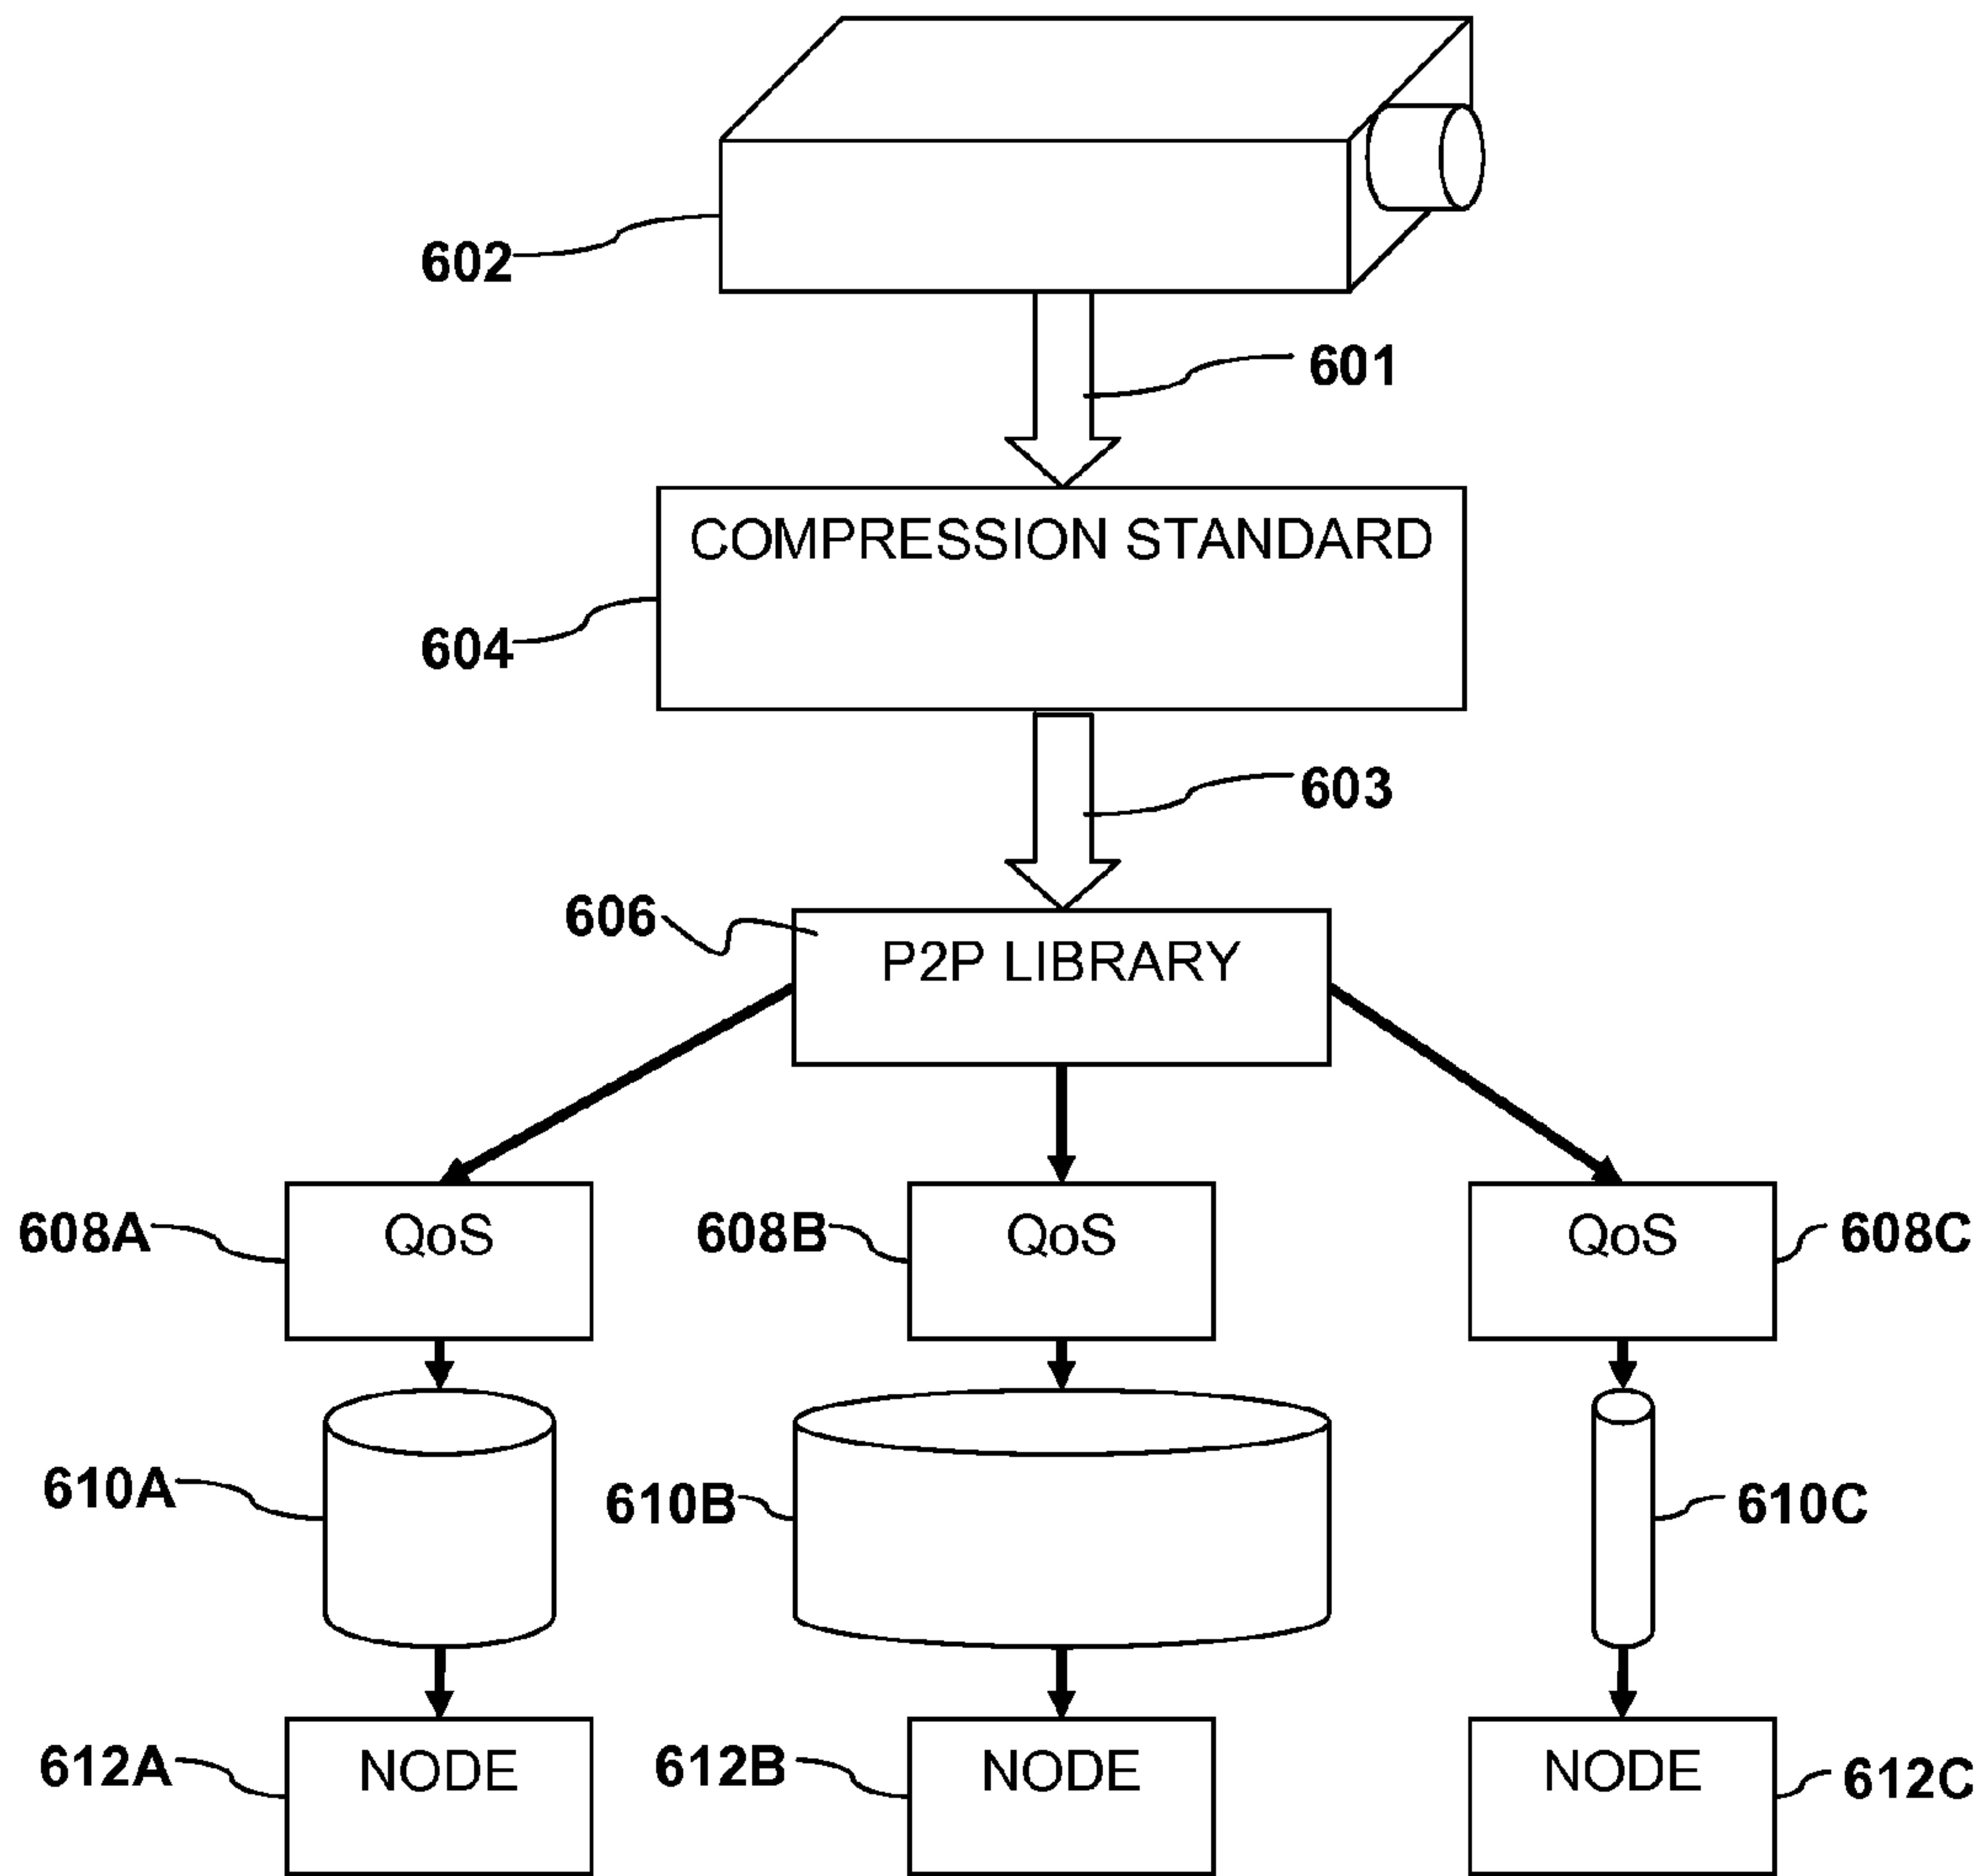 602
601
COMPRESSION STANDARD
604
603
606
P2P LIBRARY
608A
QoS
608B
QoS
QoS
608C
610A
610B
610C
612A
NODE
612B
NODE
NODE
612C